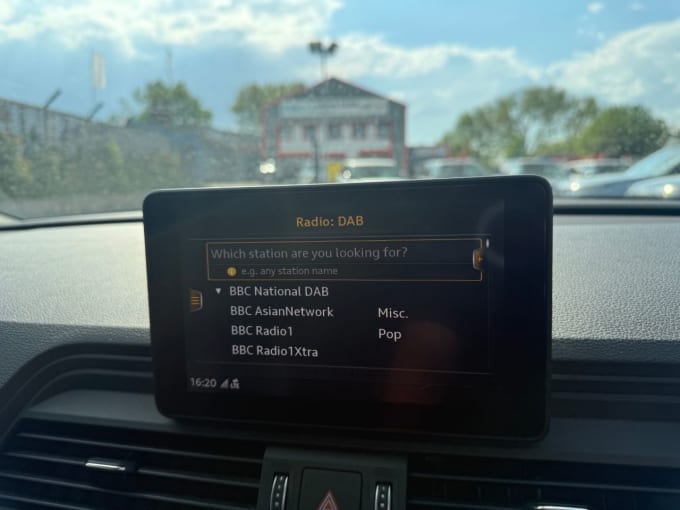 Radio: DAB
Which station are you looking for?
e.g. any station name
BBC National DAB
BBC AsianNetwork Misc.
BBC Radio1 Pop
BBC Radio1Xtra
16:20